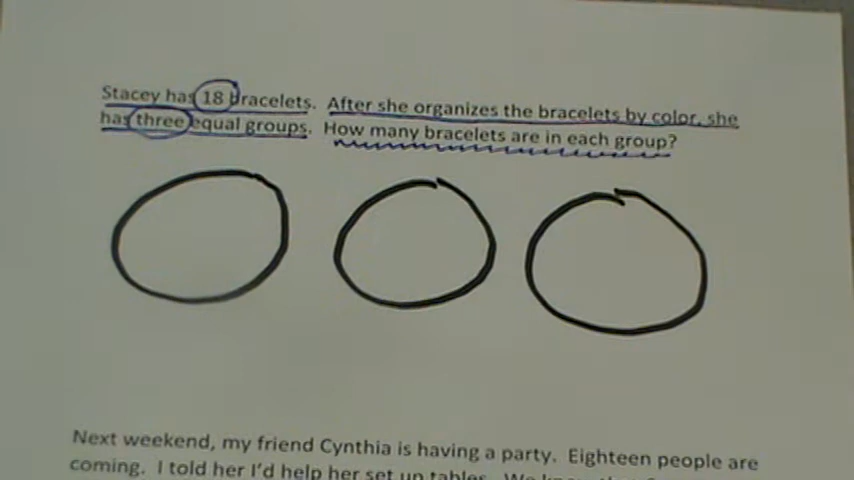 Stacey has 18 bracelets. After she organizes the bracelets by color, she
has three equal groups. How many bracelets are in each group?
Next weekend, my friend Cynthia is having a party. Eighteen people are
coming. I told her I'd help her set up tables. We